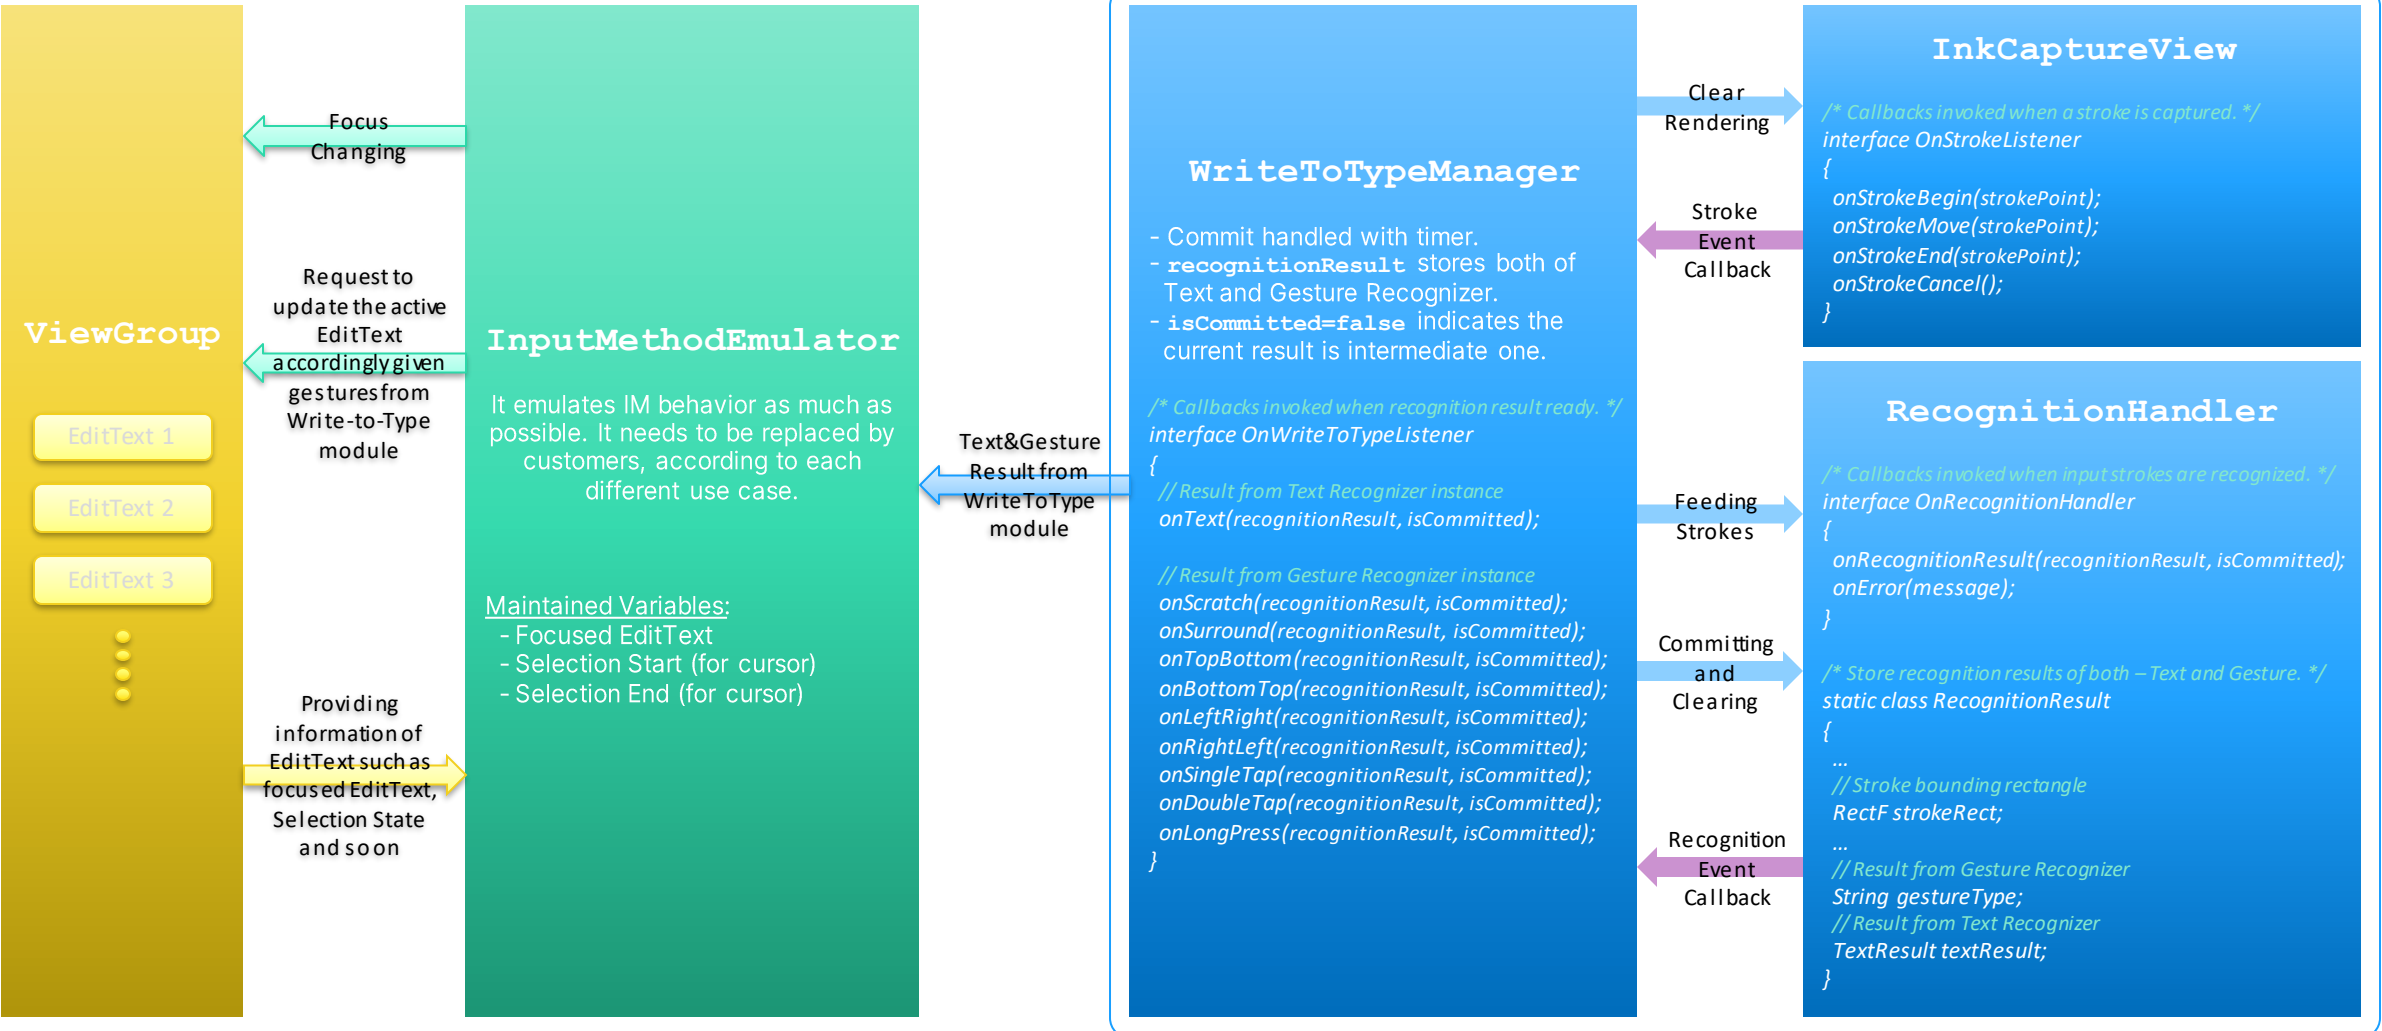 ViewGroup
EditText 1
EditText 2
EditText 3
Focus
Changing
Request to
update the active
EditText
accordingly given
gestures from
Write-to-Type
module
Providing
information of
EditText such as
focused EditText,
Selection State
and so on
InputMethodEmulator
It emulates IM behavior as much as
possible. It needs to be replaced by
customers, according to each
different use case.
Maintained Variables:
- Focused EditText
- Selection Start (for cursor)
- Selection End (for cursor)
Text&Gesture
Result from
WriteToType
module
WriteToTypeManager
- Commit handled with timer.
- recognitionResult stores both of
Text and Gesture Recognizer.
- isCommitted=false indicates the
current result is intermediate one.
/* Callbacks invoked when recognition result ready. */
interface OnWriteToTypeListener
{
// Result from Text Recognizer instance
onText(recognitionResult, isCommitted);
// Result from Gesture Recognizer instance
onScratch(recognitionResult, isCommitted);
onSurround(recognitionResult, isCommitted);
onTopBottom(recognitionResult, isCommitted);
onBottomTop(recognitionResult, isCommitted);
onLeftRight(recognitionResult, isCommitted);
onRightLeft(recognitionResult, isCommitted);
onSingleTap(recognitionResult, isCommitted);
onDoubleTap(recognitionResult, isCommitted);
onLongPress(recognitionResult, isCommitted);
}
Clear
Rendering
Stroke
Event
Callback
Feeding
Strokes
Committing
and
Clearing
Recognition
Event
Callback
InkCaptureView
/* Callbacks invoked when a stroke is captured. */
interface OnStrokeListener
{
onStrokeBegin(strokePoint);
onStrokeMove(strokePoint);
onStrokeEnd(strokePoint);
onStrokeCancel();
}
RecognitionHandler
/* Callbacks invoked when input strokes are recognized. */
interface OnRecognitionHandler
{
onRecognitionResult(recognitionResult, isCommitted);
onError(message);
}
/* Store recognition results of both – Text and Gesture. */
static class RecognitionResult
{
...
// Stroke bounding rectangle
RectF strokeRect;
...
// Result from Gesture Recognizer
String gestureType;
// Result from Text Recognizer
TextResult textResult;
}